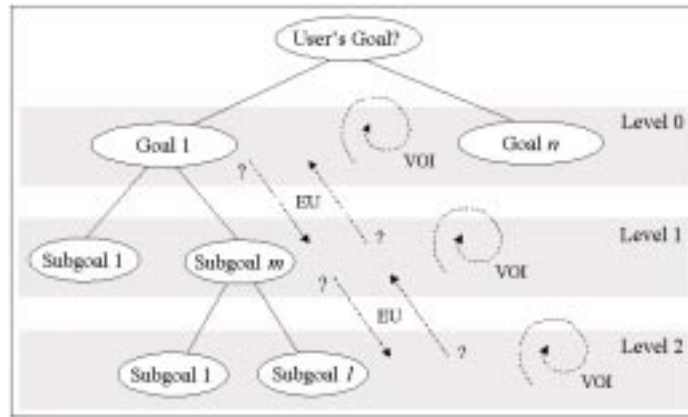 User's Goal?
Level 0
Goal 1
Goal n
VOI
?
EU
?
Level 1
Subgoal 1
Subgoal m
VOI
?
EU
?
Level 2
Subgoal 1
Subgoal l
VOI